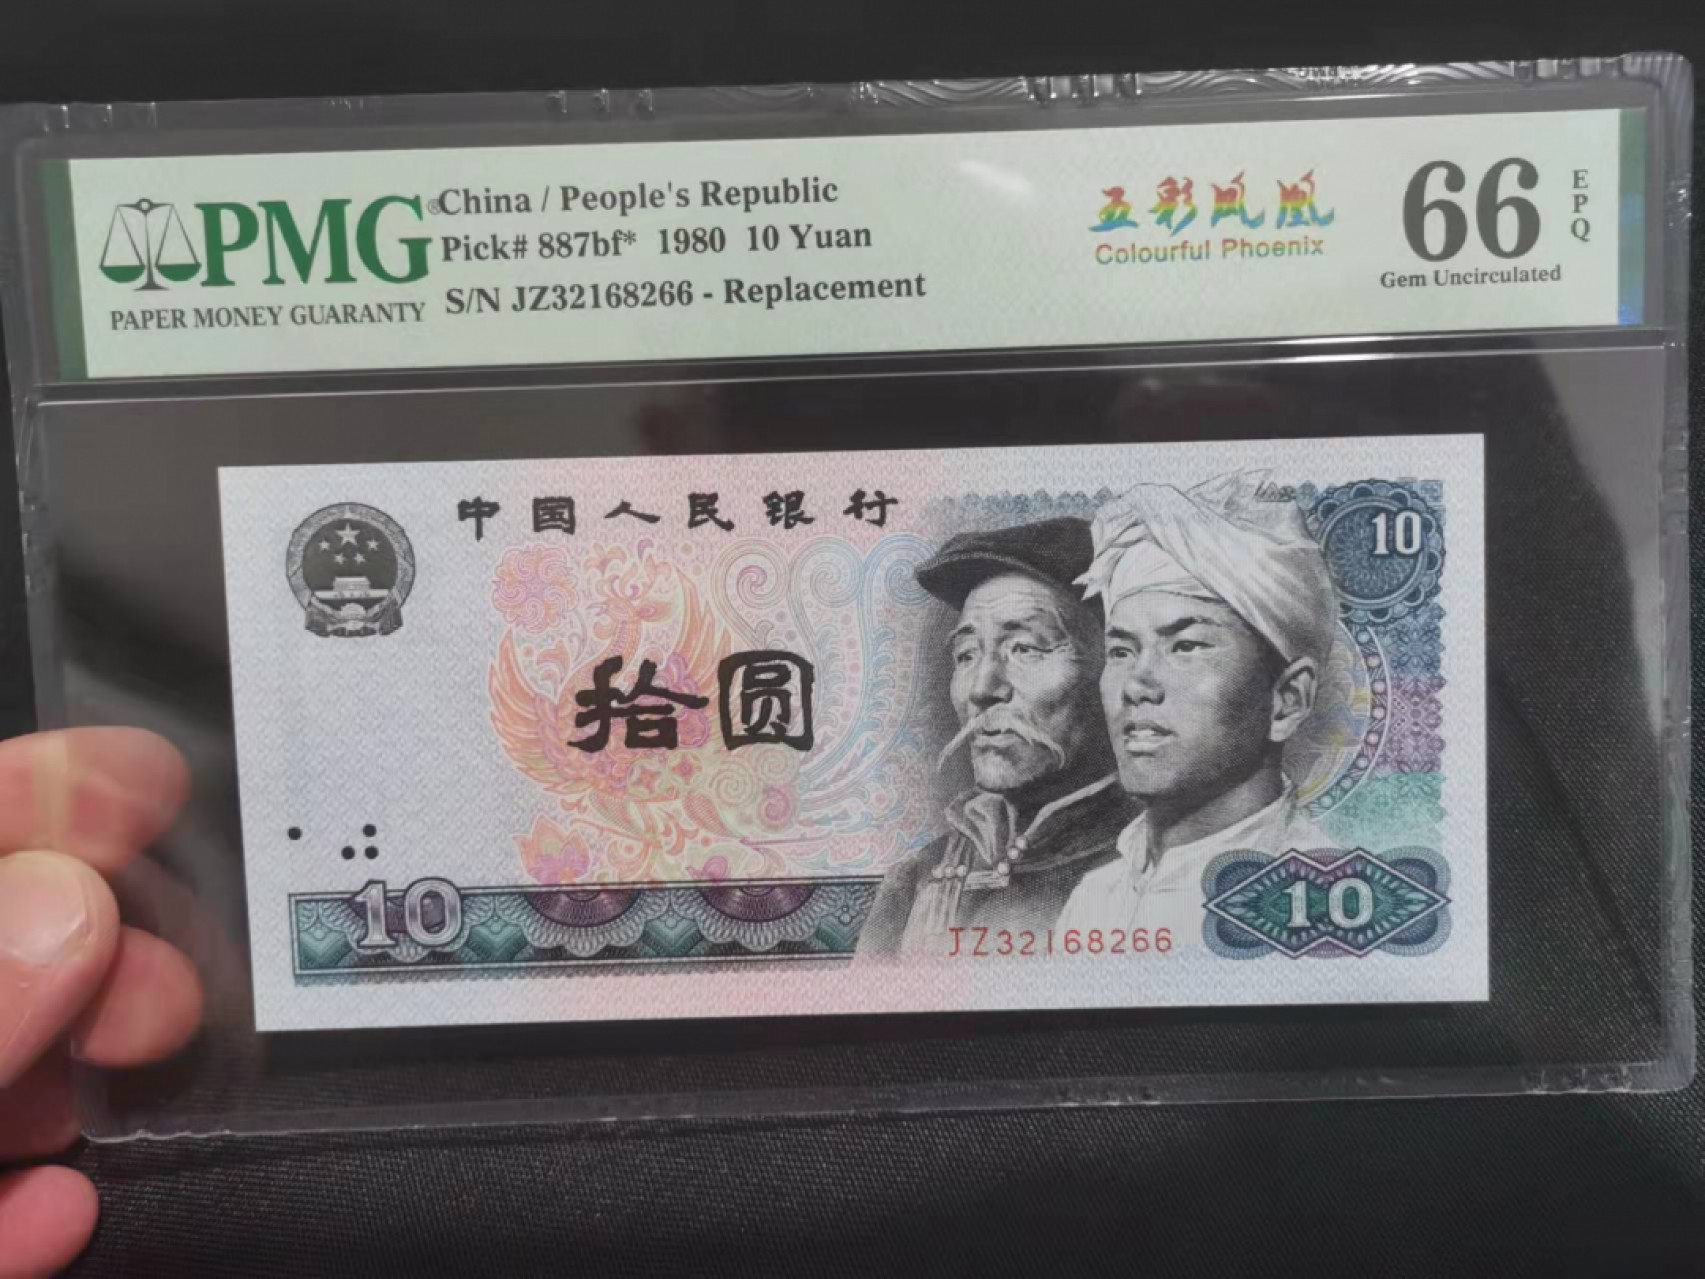 PMG®
PAPER MONEY GUARANTY
China / People's Republic
Pick# 887bf* 1980 10 Yuan
S/N JZ32168266 - Replacement
五彩凤凰
Colourful Phoenix
66
EPQ
Gem Uncirculated
中国人民银行
10
拾圆
10
JZ32168266
10